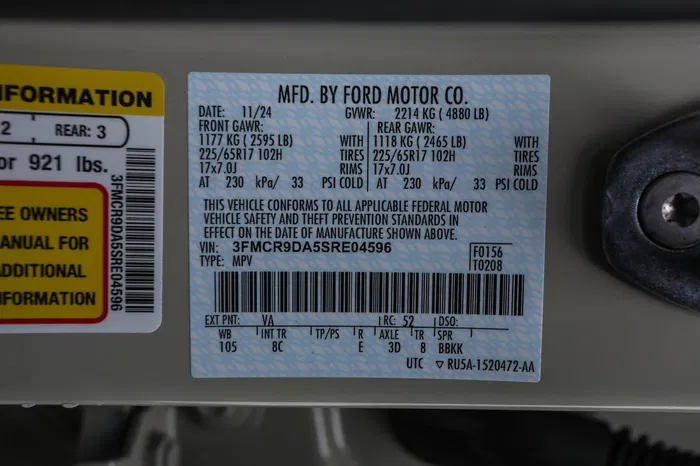 FORMATION
2 REAR: 3
or 921 lbs.
EE OWNERS
ANUAL FOR
ADDITIONAL
NFORMATION
3FMCR9DA5SRE04596
MFD. BY FORD MOTOR CO.
DATE: 11/24 GVWR: 2214 KG ( 4880 LB)
FRONT GAWR: REAR GAWR:
1177 KG ( 2595 LB) WITH 1118 KG ( 2465 LB) WITH
225/65R17 102H TIRES 225/65R17 102H TIRES
17x7.0J RIMS 17x7.0J RIMS
AT 230 kPa/ 33 PSI COLD AT 230 kPa/ 33 PSI COLD
THIS VEHICLE CONFORMS TO ALL APPLICABLE FEDERAL MOTOR
VEHICLE SAFETY AND THEFT PREVENTION STANDARDS IN
EFFECT ON THE DATE OF MANUFACTURE SHOWN ABOVE.
VIN: 3FMCR9DA5SRE04596 F0156
TYPE: MPV T0208
EXT PNT: VA RC: 52 DSO:
WB INT TR TP/PS R AXLE TR SPR
105 8C E 3D 8 BBKK
UTC ▽ RU5A-1520472-AA